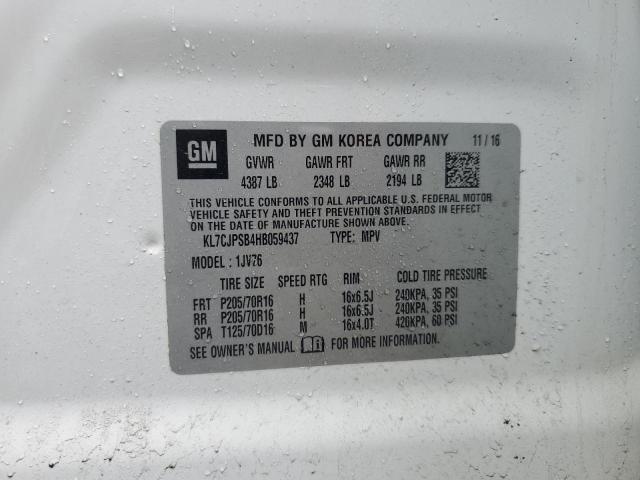 GM MFD BY GM KOREA COMPANY 11 / 16
GVWR GAWR FRT GAWR RR
4387 LB 2348 LB 2194 LB
THIS VEHICLE CONFORMS TO ALL APPLICABLE U.S. FEDERAL MOTOR
VEHICLE SAFETY AND THEFT PREVENTION STANDARDS IN EFFECT
ON THE DATE OF MANUFACTURE SHOWN ABOVE.
KL7CJPSB4HB059437 TYPE: MPV
MODEL : 1JV76
TIRE SIZE SPEED RTG RIM COLD TIRE PRESSURE
FRT P205/70R16 H 16x6.5J 240KPA, 35 PSI
RR P205/70R16 H 16x6.5J 240KPA, 35 PSI
SPA T125/70D16 M 16x4.0T 420KPA, 60 PSI
SEE OWNER'S MANUAL FOR MORE INFORMATION.